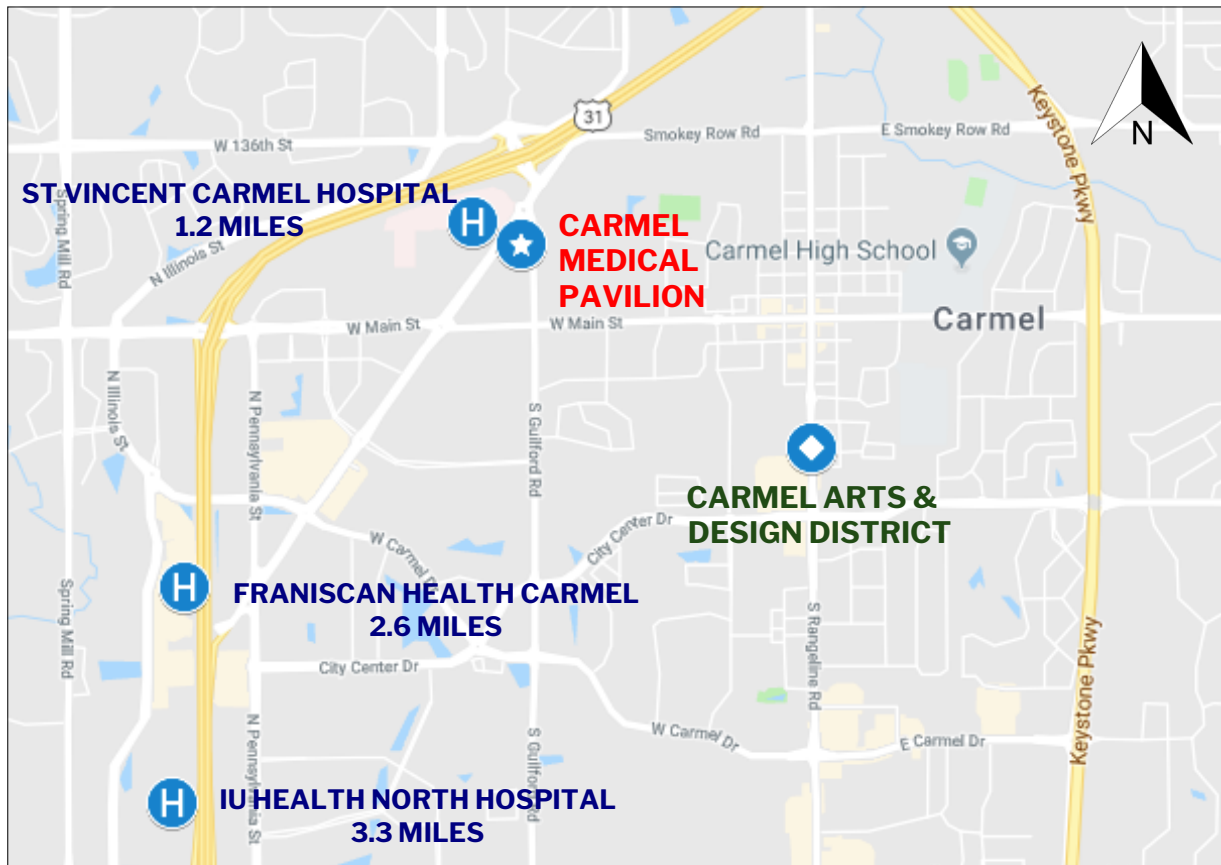 31
Keystone Pkwy
N
W 136th St
Smokey Row Rd
E Smokey Row Rd
ST VINCENT CARMEL HOSPITAL
1.2 MILES
Spring Mill Rd
N Illinois St
H
CARMEL
MEDICAL
PAVILION
Carmel High School
Carmel
W Main St
W Main St
N Illinois St
N Pennsylvania St
S Guilford Rd
CARMEL ARTS &
DESIGN DISTRICT
City Center Dr
W Carmel Dr
H
FRANISCAN HEALTH CARMEL
2.6 MILES
Spring Mill Rd
City Center Dr
S Rangeline Rd
Keystone Pkwy
N Pennsylvania St
S Guilford Rd
W Carmel Dr
E Carmel Dr
H
IU HEALTH NORTH HOSPITAL
3.3 MILES